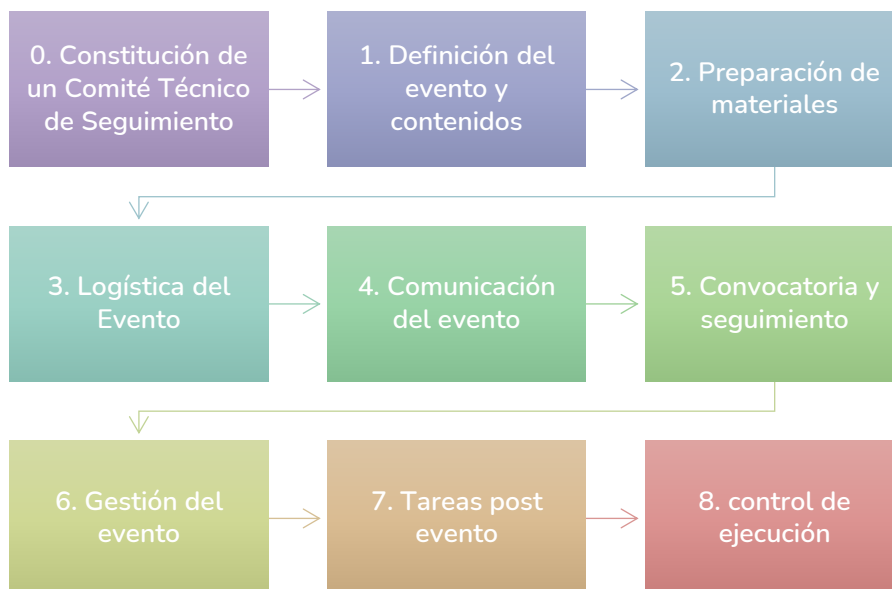 0. Constitución de
un Comité Técnico
de Seguimiento
1. Definición del
evento y
contenidos
2. Preparación de
materiales
3. Logística del
Evento
4. Comunicación
del evento
5. Convocatoria y
seguimiento
6. Gestión del
evento
7. Tareas post
evento
8. control de
ejecución